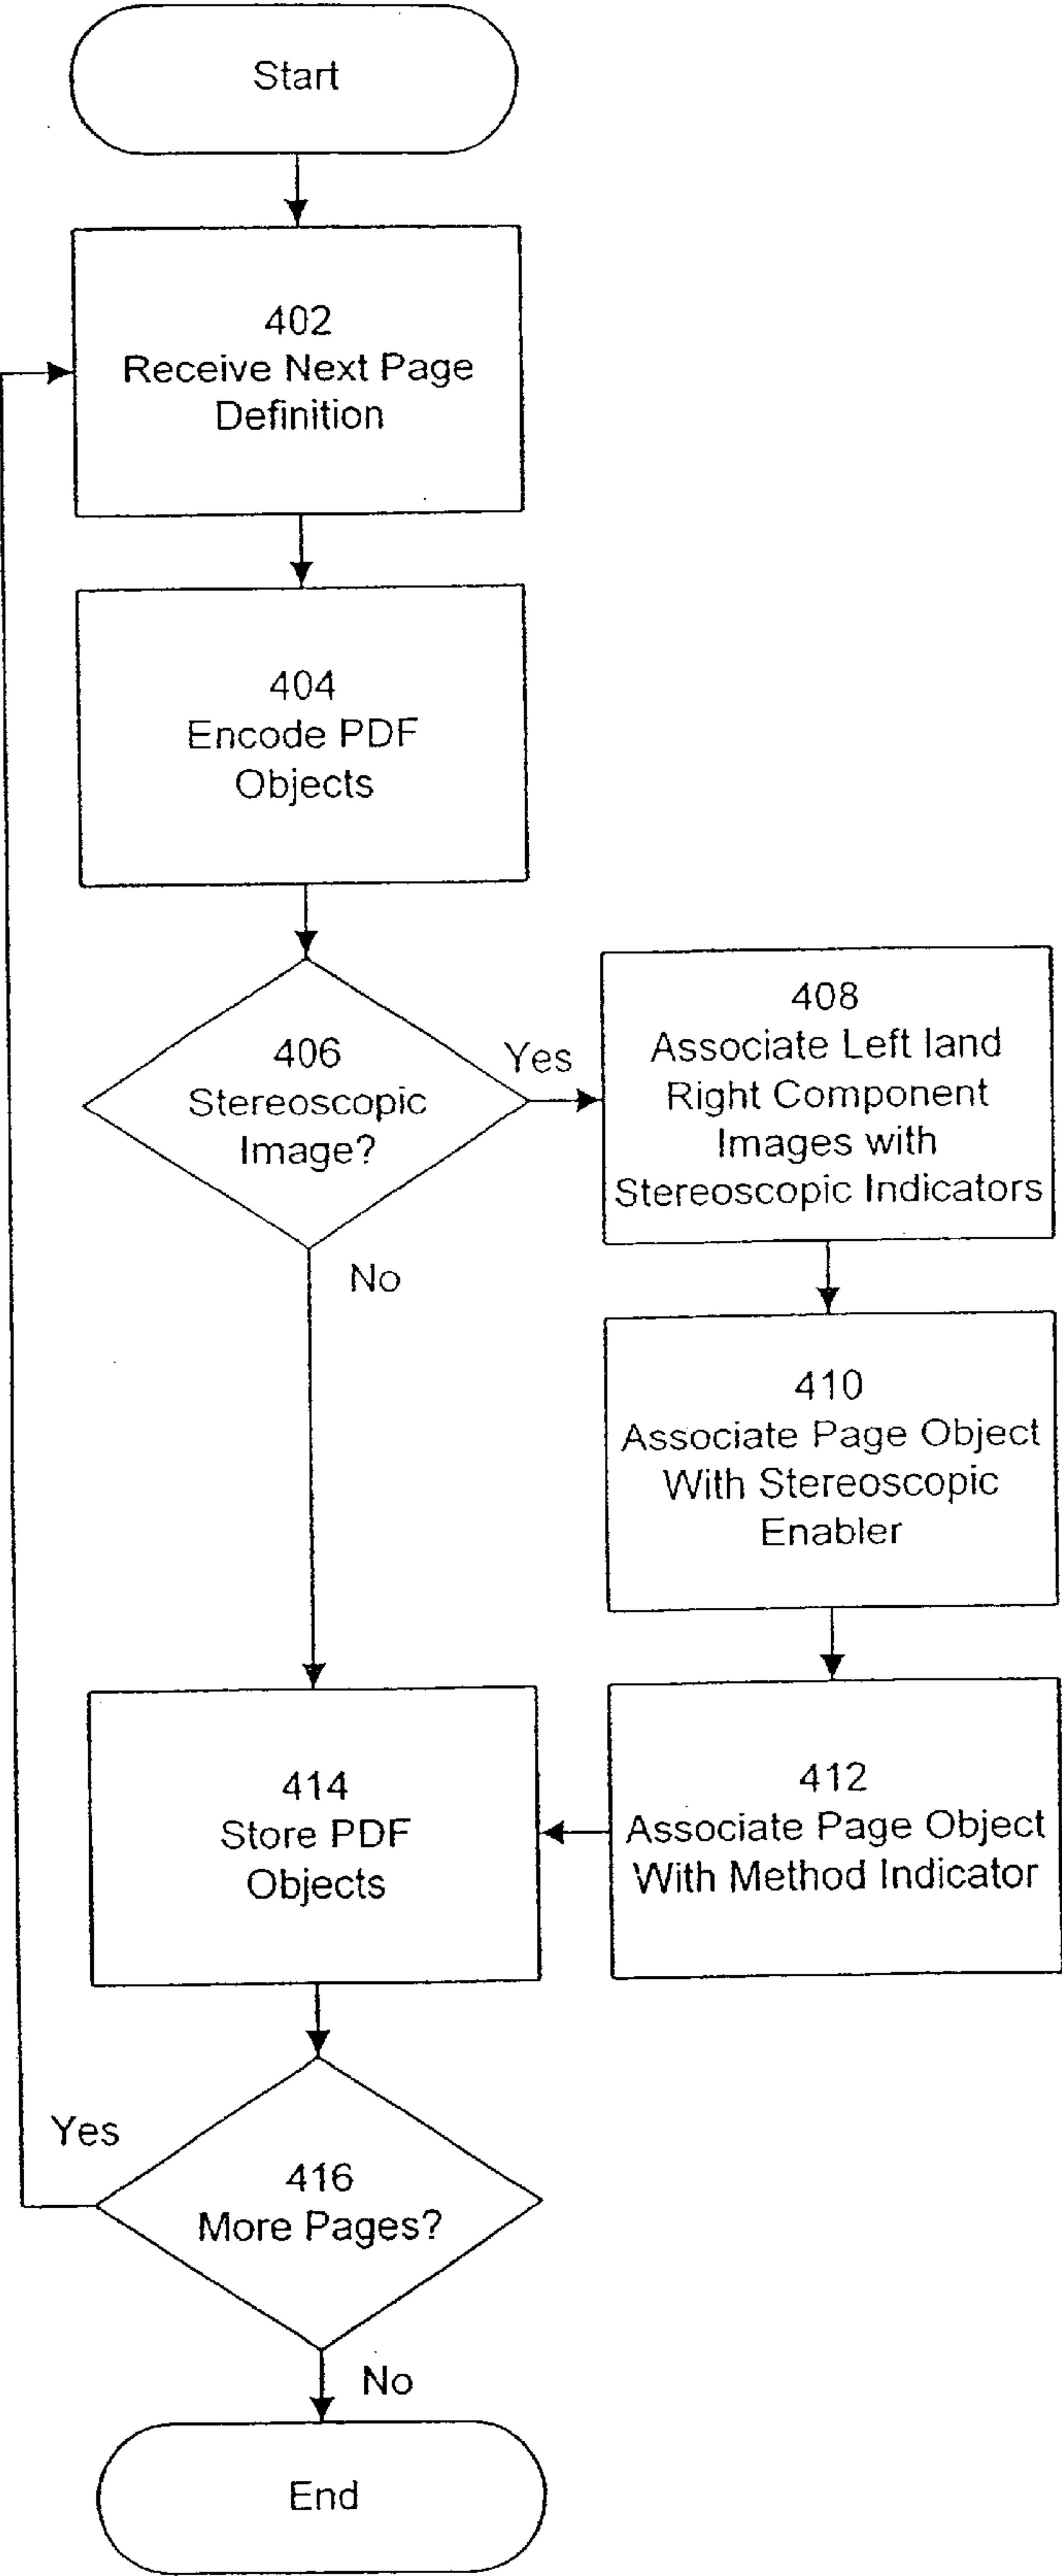 Start
402
Receive Next Page
Definition
404
Encode PDF
Objects
406
Stereoscopic
Image?
Yes
No
408
Associate Left land
Right Component
Images with
Stereoscopic Indicators
410
Associate Page Object
With Stereoscopic
Enabler
412
Associate Page Object
With Method Indicator
414
Store PDF
Objects
416
More Pages?
Yes
No
End